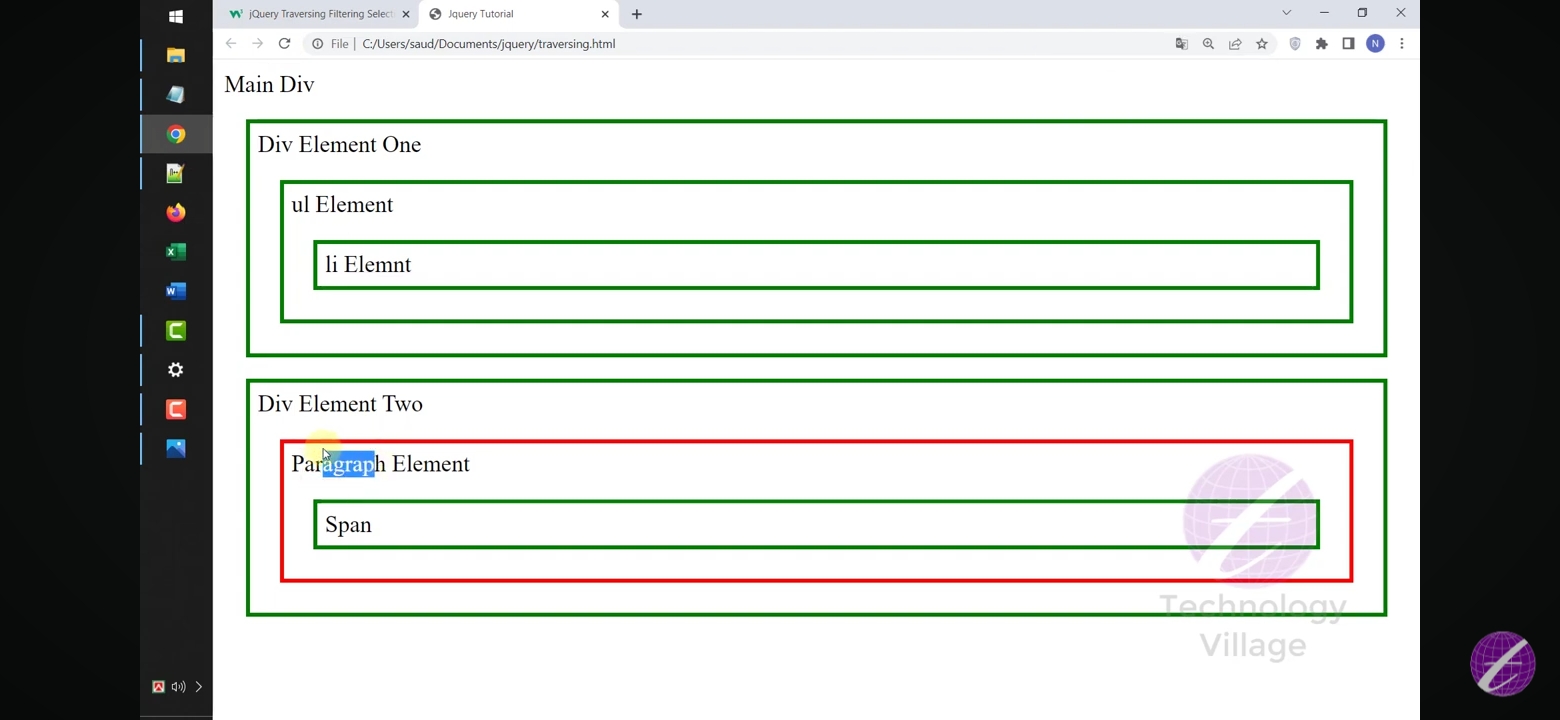 jQuery Traversing Filtering Select
Jquery Tutorial
File | C:/Users/saud/Documents/jquery/traversing.html
N
Main Div
Div Element One
ul Element
li Elemnt
Div Element Two
Paragraph Element
Span
Technology
Village